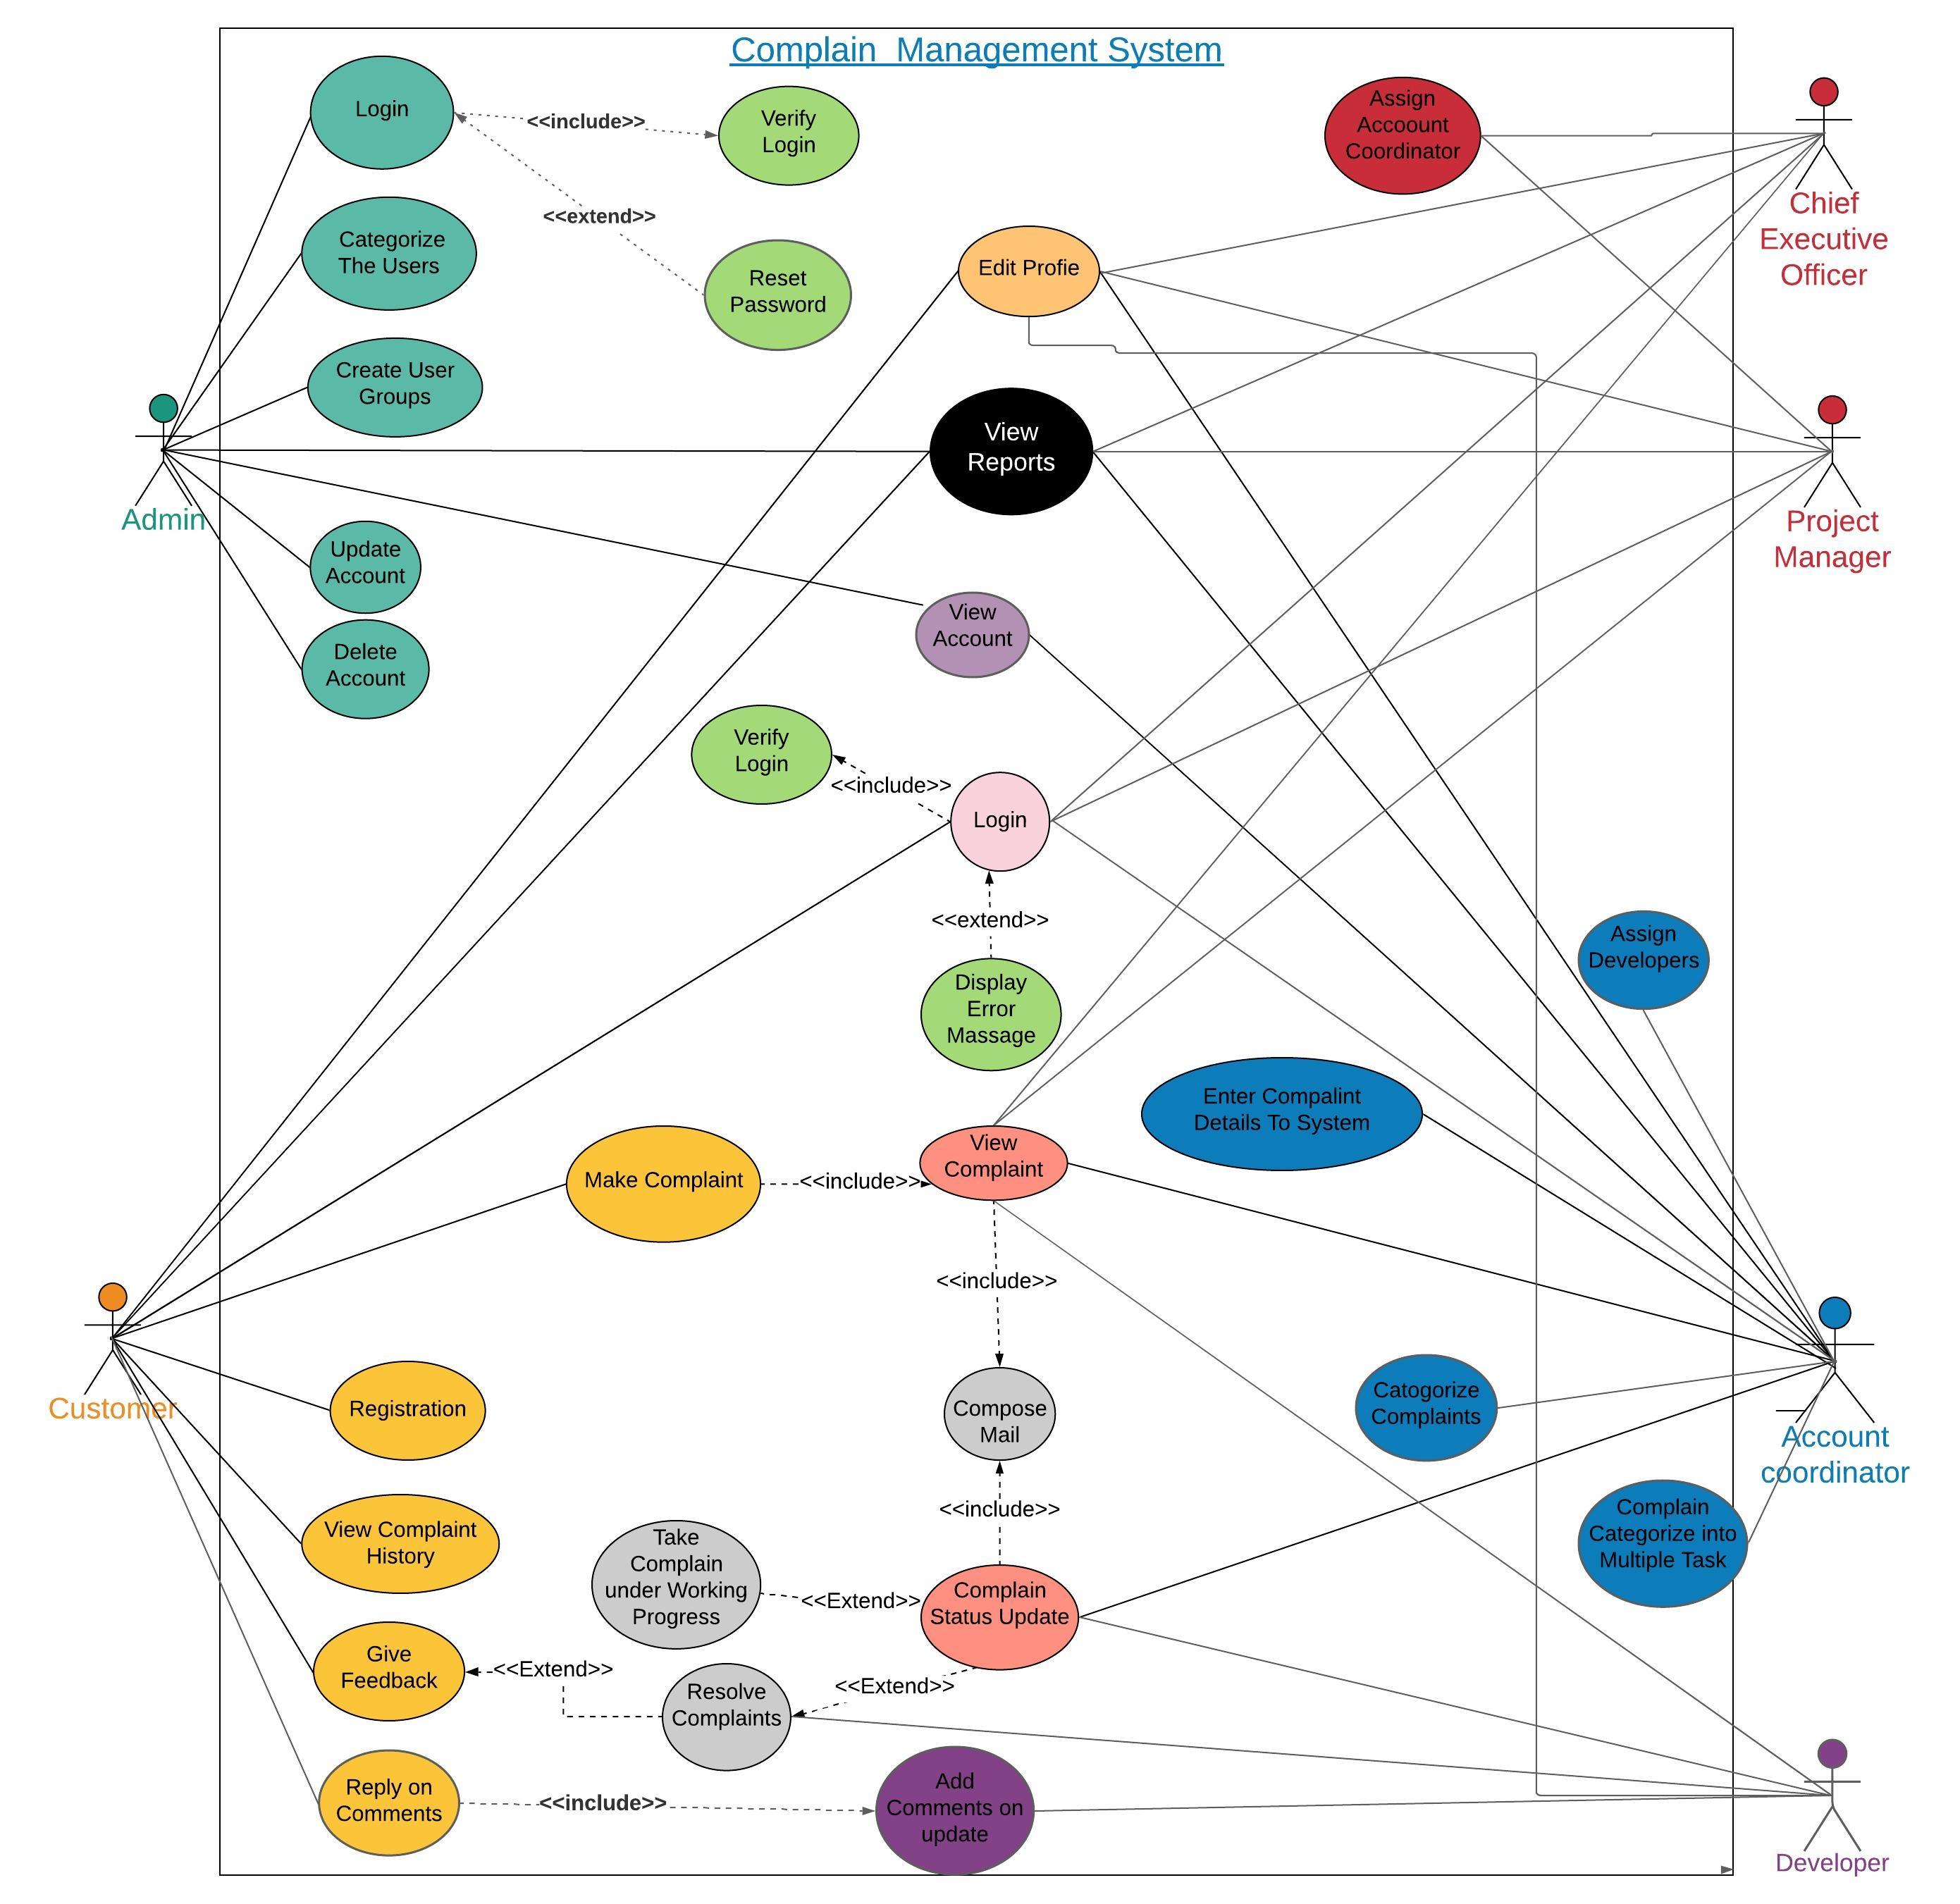 Complain  Management System
Login
<<include>>
Verify
Login
Assign
Accoount
Coordinator
Chief
Executive
Officer
Categorize
The Users
<<extend>>
Reset
Password
Edit Profie
Create User
Groups
View
Reports
Admin
Project
Manager
Update
Account
Delete
Account
View
Account
Verify
Login
<<include>>
Login
<<extend>>
Display
Error
Massage
Assign
Developers
Enter Compalint
Details To System
Make Complaint
<<include>>
View
Complaint
<<include>>
Customer
Registration
Compose
Mail
Catogorize
Complaints
Account
coordinator
<<include>>
View Complaint
History
Take
Complain
under Working
Progress
<<Extend>>
Complain
Status Update
Complain
Categorize into
Multiple Task
Give
Feedback
<<Extend>>
Resolve
Complaints
<<Extend>>
Reply on
Comments
<<include>>
Add
Comments on
update
Developer